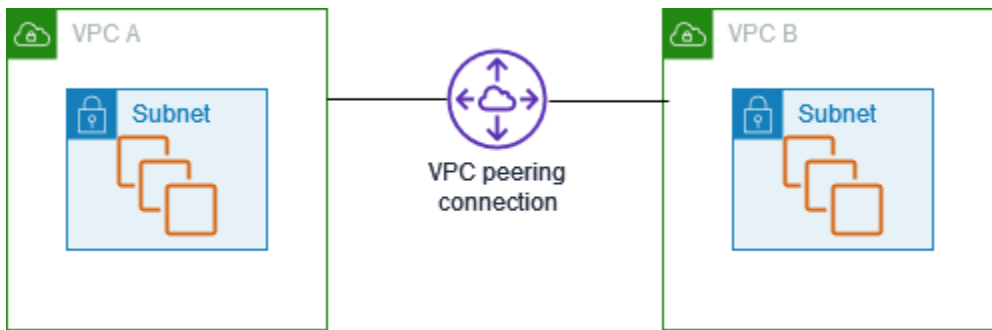 VPC A
VPC B
Subnet
Subnet
VPC peering
connection